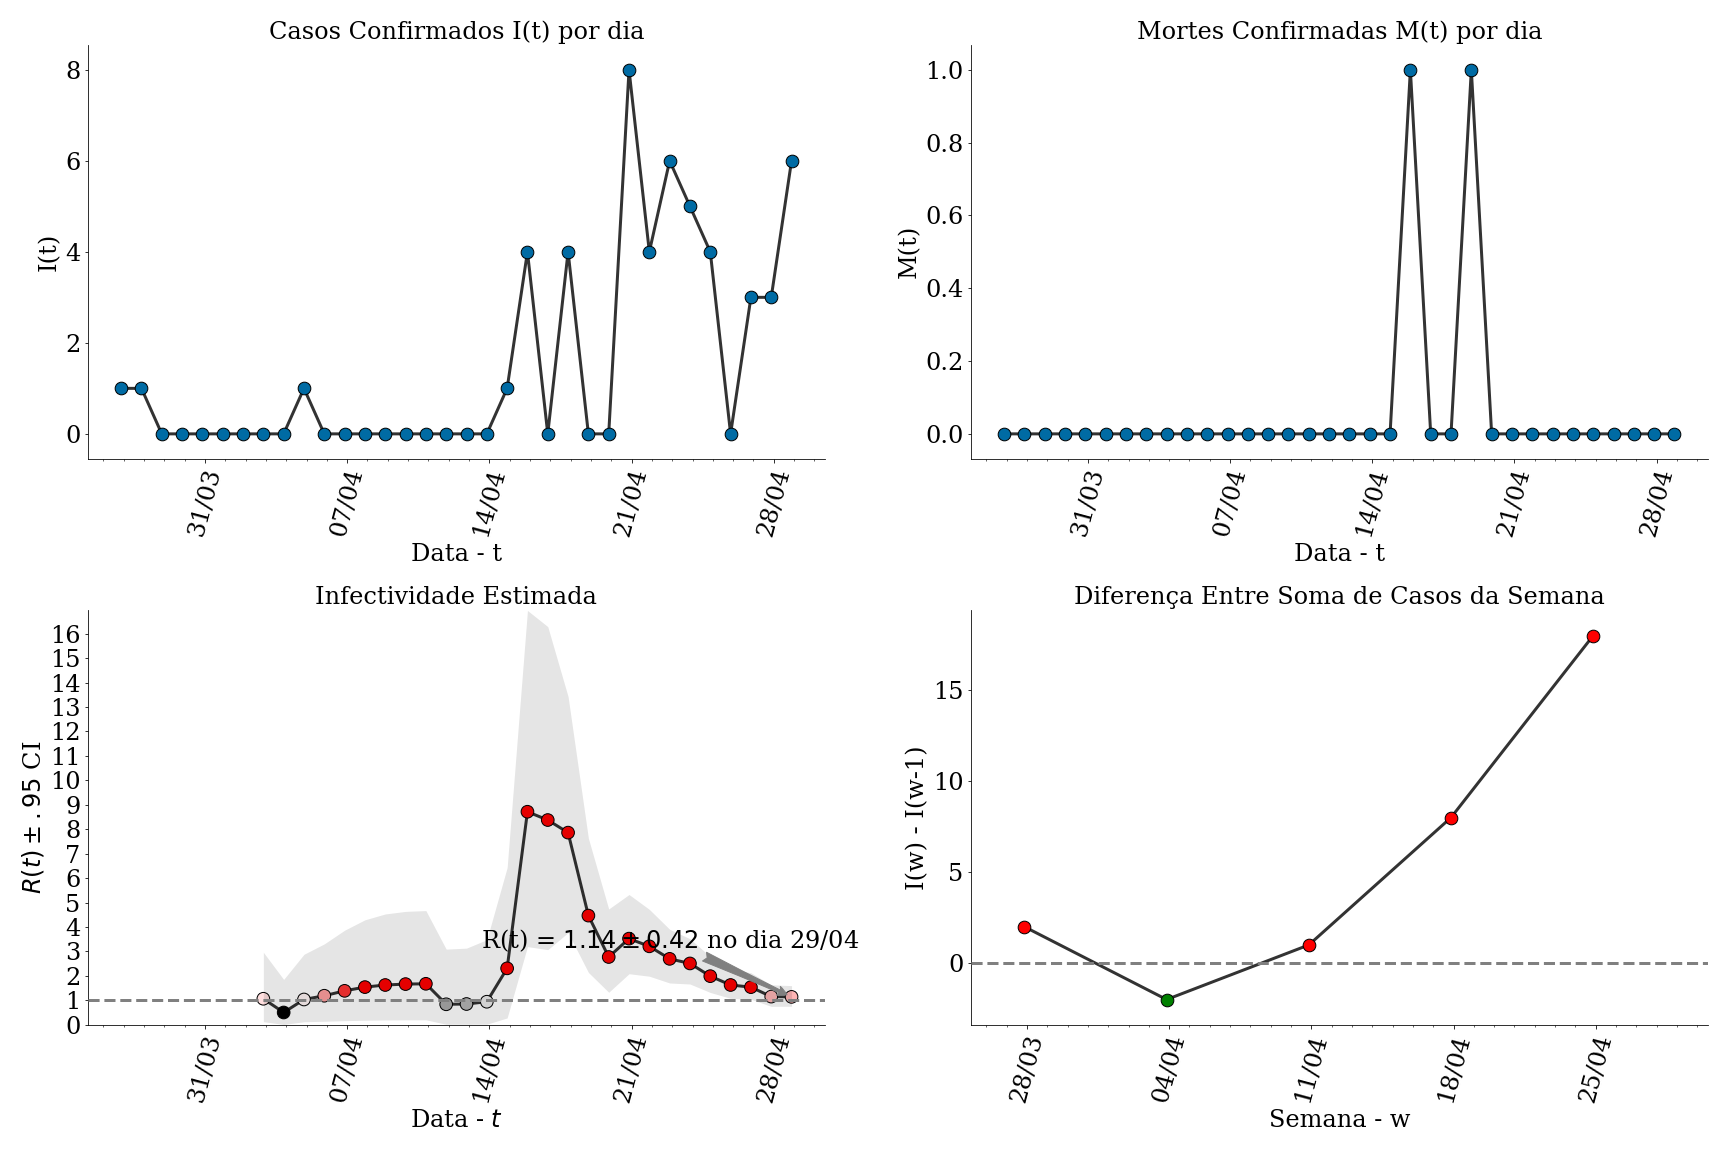 Casos Confirmados I(t) por dia
I(t)
8
6
4
2
0
31/03 07/04 14/04 21/04 28/04
Data - t
Mortes Confirmadas M(t) por dia
M(t)
1.0
0.8
0.6
0.4
0.2
0.0
31/03 07/04 14/04 21/04 28/04
Data - t
Infectividade Estimada
R(t) ± .95 CI
16
15
14
13
12
11
10
9
8
7
6
5
4
3
2
1
0
R(t) = 1.14 ± 0.42 no dia 29/04
31/03 07/04 14/04 21/04 28/04
Data - t
Diferença Entre Soma de Casos da Semana
I(w) - I(w-1)
15
10
5
0
28/03 04/04 11/04 18/04 25/04
Semana - w